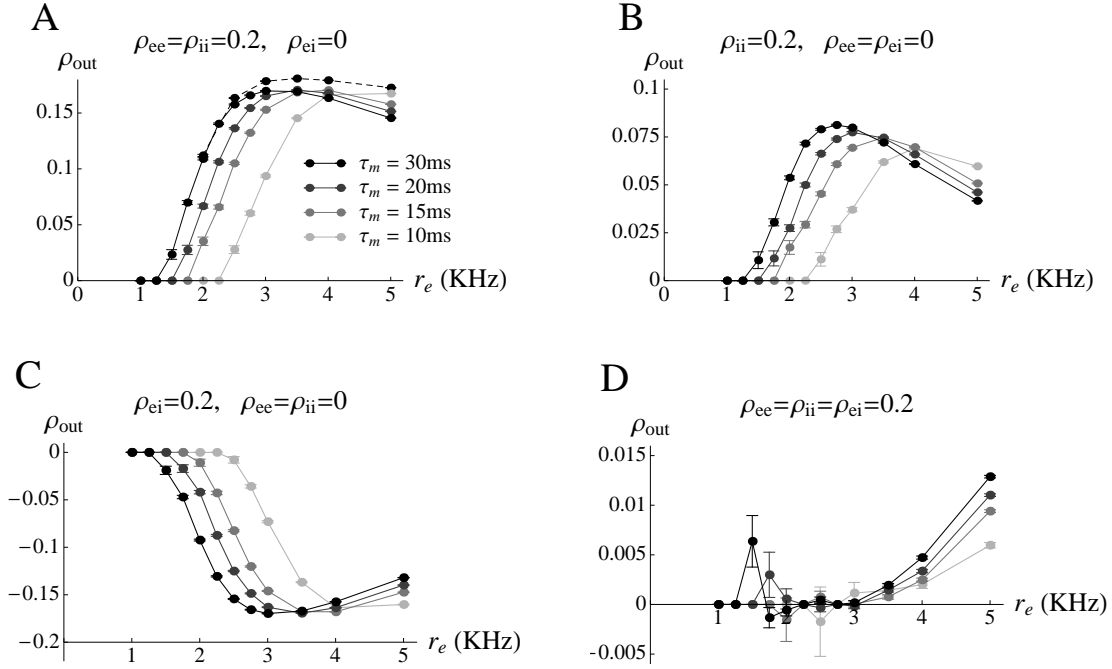 A
ρee=ρii=0.2, ρei=0
ρout
0.15
0.1
0.05
0
0 1 2 3 4 5
re (KHz)
τm = 30ms
τm = 20ms
τm = 15ms
τm = 10ms
B
ρii=0.2, ρee=ρei=0
ρout
0.1
0.075
0.05
0.025
0
0 1 2 3 4 5
re (KHz)
C
ρei=0.2, ρee=ρii=0
ρout
0
−0.05
−0.1
−0.15
−0.2
1 2 3 4 5
re (KHz)
D
ρee=ρii=ρei=0.2
ρout
0.015
0.01
0.005
0
-0.005
1 2 3 4 5
re (KHz)